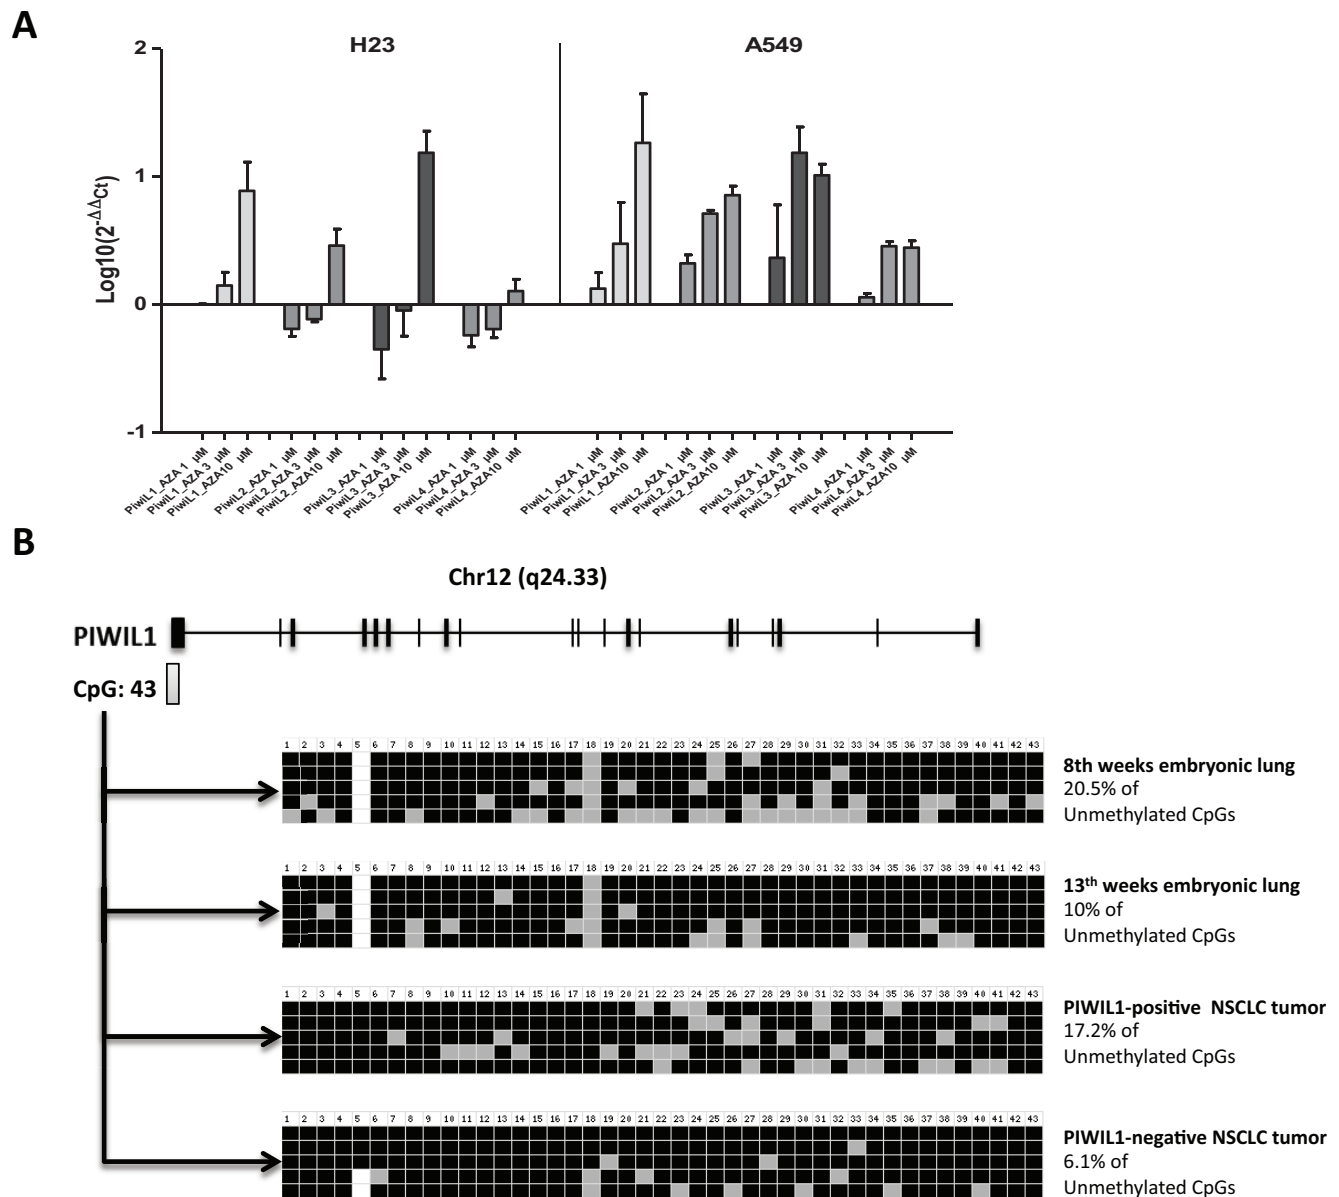 A
H23
A549
Log10(2-ΔΔCt)
2
1
0
-1
PiwiL1_AZA 1 µM
PiwiL1_AZA 3 µM
PiwiL1_AZA10 µM
PiwiL2_AZA 1 µM
PiwiL2_AZA 3 µM
PiwiL2_AZA10 µM
PiwiL3_AZA 1 µM
PiwiL3_AZA 3 µM
PiwiL3_AZA 10 µM
PiwiL4_AZA 1 µM
PiwiL4_AZA 3 µM
PiwiL4_AZA10 µM
PiwiL1_AZA 1 µM
PiwiL1_AZA 3 µM
PiwiL1_AZA10 µM
PiwiL2_AZA 1 µM
PiwiL2_AZA 3 µM
PiwiL2_AZA10 µM
PiwiL3_AZA 1 µM
PiwiL3_AZA 3 µM
PiwiL3_AZA 10 µM
PiwiL4_AZA 1 µM
PiwiL4_AZA 3 µM
PiwiL4_AZA10 µM
B
Chr12 (q24.33)
PIWIL1
CpG: 43
1 2 3 4 5 6 7 8 9 10 11 12 13 14 15 16 17 18 19 20 21 22 23 24 25 26 27 28 29 30 31 32 33 34 35 36 37 38 39 40 41 42 43
8th weeks embryonic lung
20.5% of
Unmethylated CpGs
1 2 3 4 5 6 7 8 9 10 11 12 13 14 15 16 17 18 19 20 21 22 23 24 25 26 27 28 29 30 31 32 33 34 35 36 37 38 39 40 41 42 43
13th weeks embryonic lung
10% of
Unmethylated CpGs
1 2 3 4 5 6 7 8 9 10 11 12 13 14 15 16 17 18 19 20 21 22 23 24 25 26 27 28 29 30 31 32 33 34 35 36 37 38 39 40 41 42 43
PIWIL1-positive NSCLC tumor
17.2% of
Unmethylated CpGs
1 2 3 4 5 6 7 8 9 10 11 12 13 14 15 16 17 18 19 20 21 22 23 24 25 26 27 28 29 30 31 32 33 34 35 36 37 38 39 40 41 42 43
PIWIL1-negative NSCLC tumor
6.1% of
Unmethylated CpGs